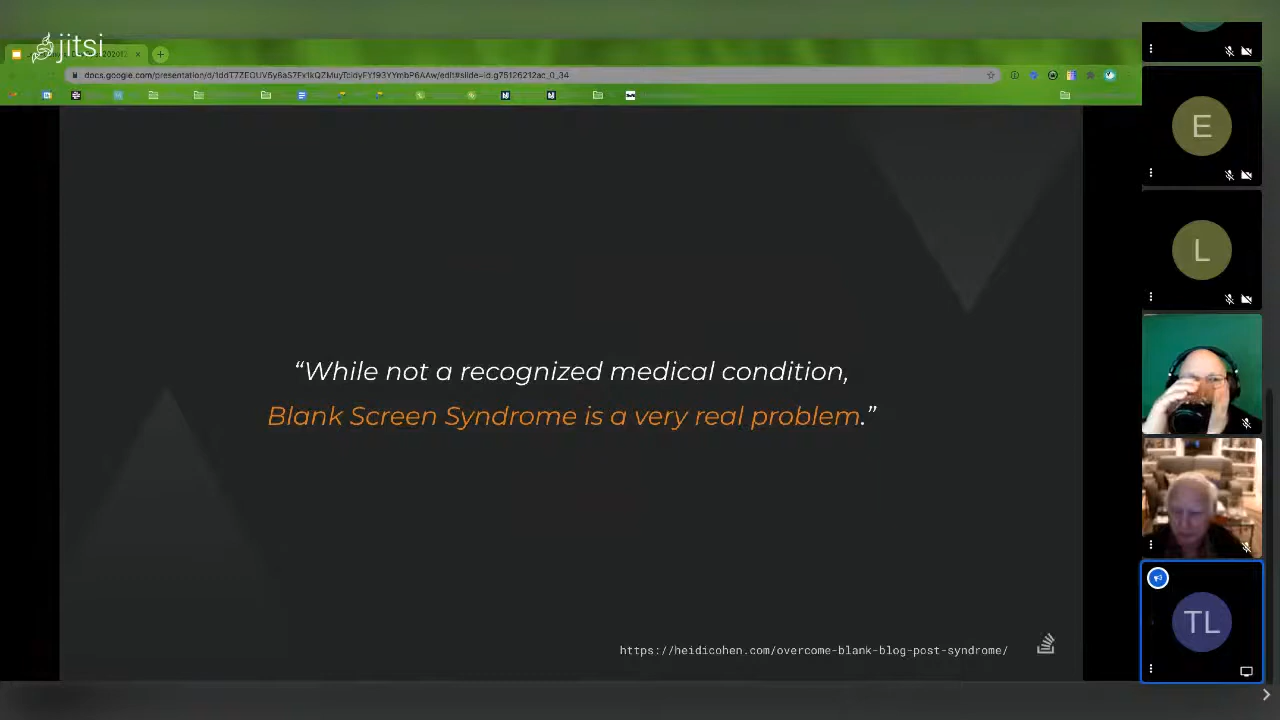 jitsi
“While not a recognized medical condition,
Blank Screen Syndrome is a very real problem.”
https://heidicohen.com/overcome-blank-blog-post-syndrome/
E
L
TL